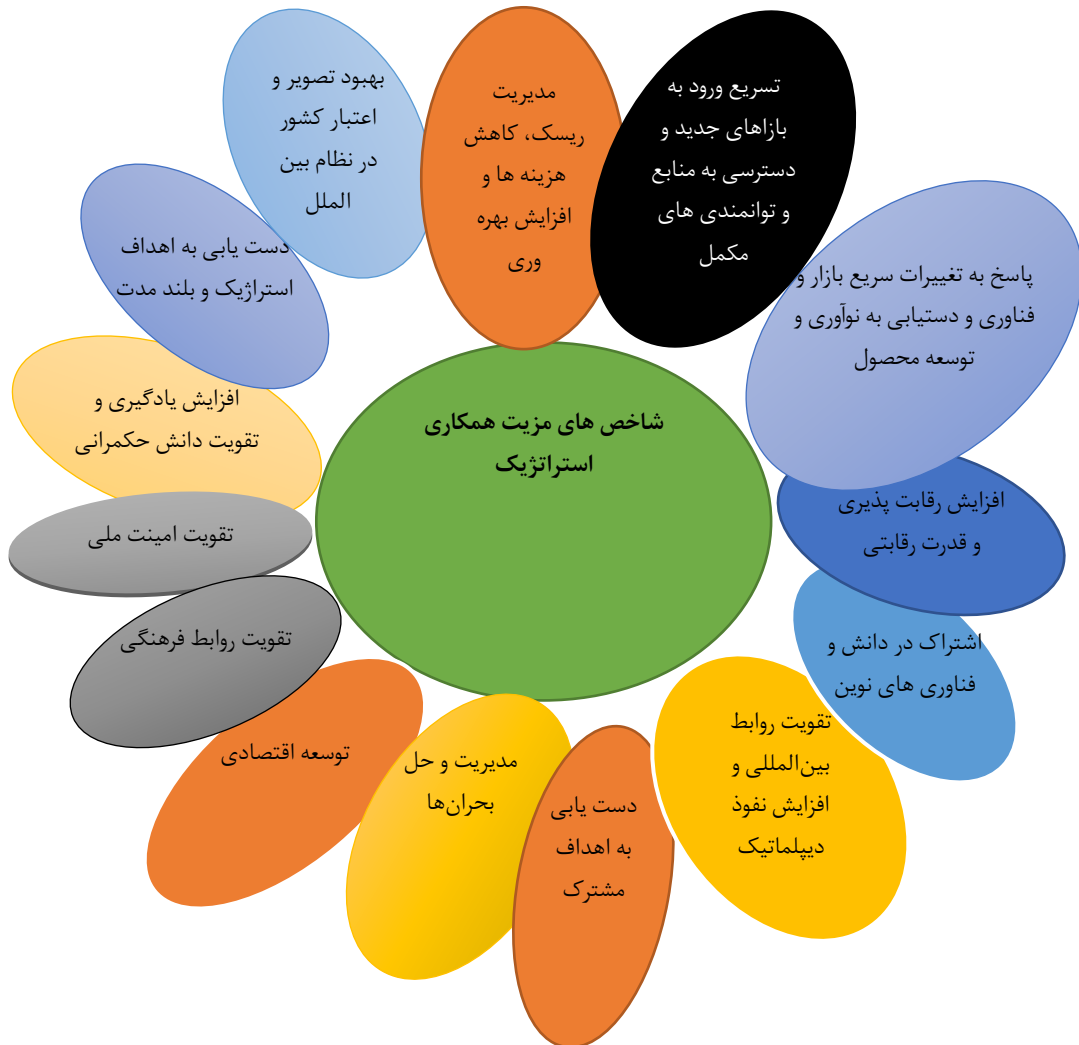 شاخص های مزیت همکاری
استراتژیک
مدیریت
ریسک، کاهش
هزینه ها و
افزایش بهره
وری
تسریع ورود به
بازاهای جدید و
دسترسی به منابع
و توانمندی های
مکمل
پاسخ به تغییرات سریع بازار و
فناوری و دستیابی به نوآوری و
توسعه محصول
افزایش رقابت پذیری
و قدرت رقابتی
اشتراک در دانش و
فناوری های نوین
تقویت روابط
بین‌المللی و
افزایش نفوذ
دیپلماتیک
دست یابی
به اهداف
مشترک
مدیریت و حل
بحران‌ها
توسعه اقتصادی
تقویت روابط فرهنگی
تقویت امینت ملی
افزایش یادگیری و
تقویت دانش حکمرانی
دست یابی به اهداف
استراژیک و بلند مدت
بهبود تصویر و
اعتبار کشور
در نظام بین
الملل